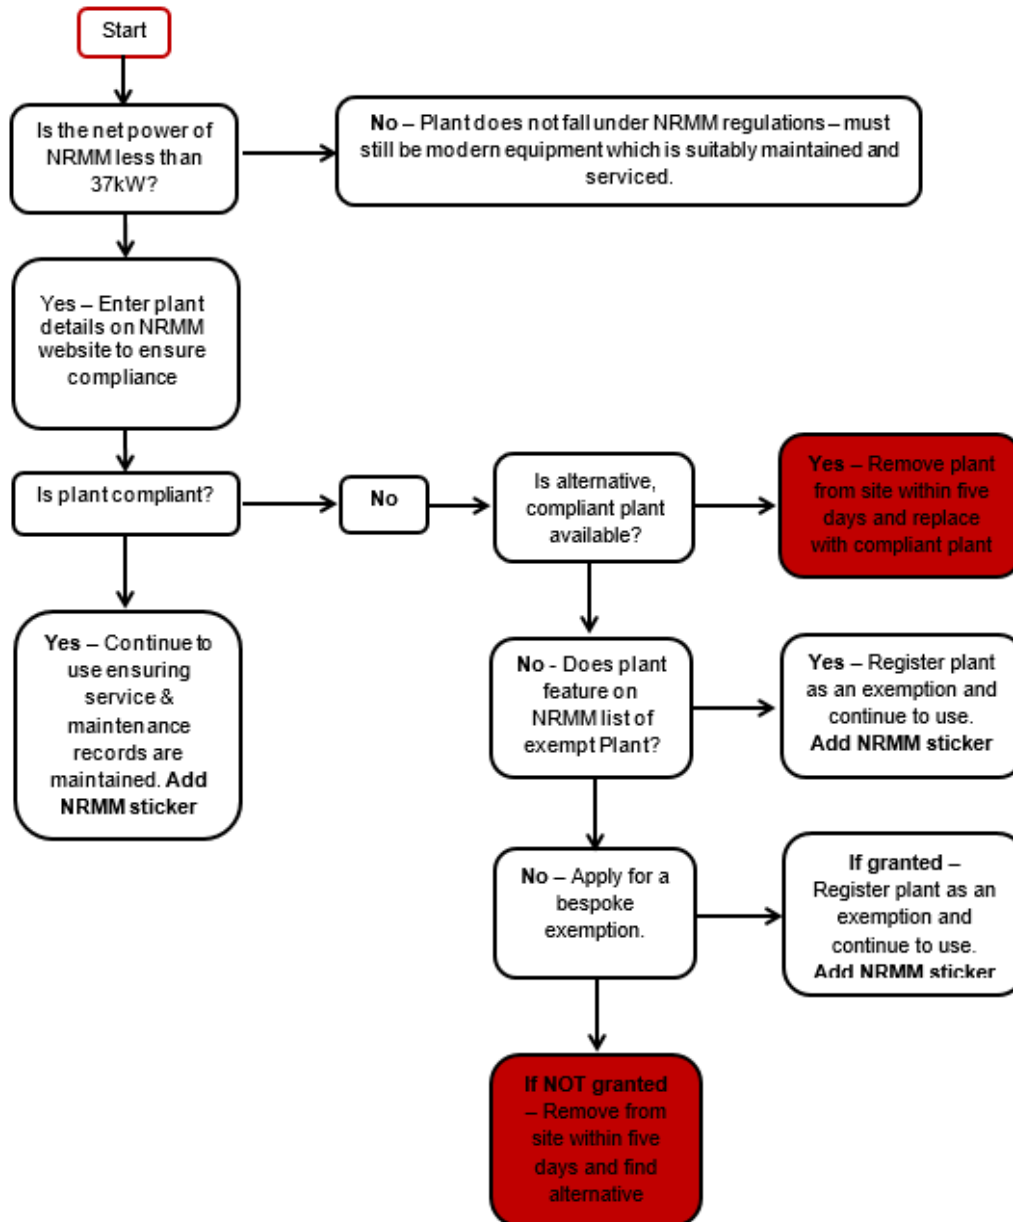 Start
Is the net power of
NRMM less than
37kW?
No – Plant does not fall under NRMM regulations – must
still be modern equipment which is suitably maintained and
serviced.
Yes – Enter plant
details on NRMM
website to ensure
compliance
Is plant compliant?
No
Is alternative,
compliant plant
available?
Yes – Remove plant
from site within five
days and replace
with compliant plant
Yes – Continue to
use ensuring
service &
maintenance
records are
maintained. Add
NRMM sticker
No - Does plant
feature on
NRMM list of
exempt Plant?
Yes – Register plant
as an exemption and
continue to use.
Add NRMM sticker
No – Apply for a
bespoke
exemption.
If granted –
Register plant as an
exemption and
continue to use.
Add NRMM sticker
If NOT granted
– Remove from
site within five
days and find
alternative